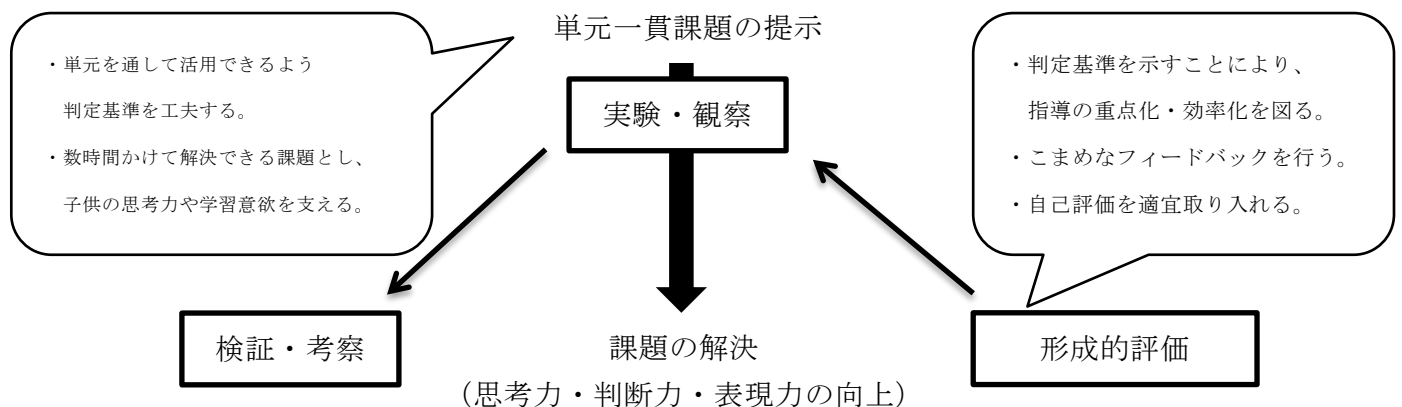 単元一貫課題の提示
・単元を通して活用できるよう
判定基準を工夫する。
・数時間かけて解決できる課題とし、
子供の思考力や学習意欲を支える。
実験・観察
・判定基準を示すことにより、
指導の重点化・効率化を図る。
・こまめなフィードバックを行う。
・自己評価を適宜取り入れる。
検証・考察
課題の解決
（思考力・判断力・表現力の向上）
形成的評価